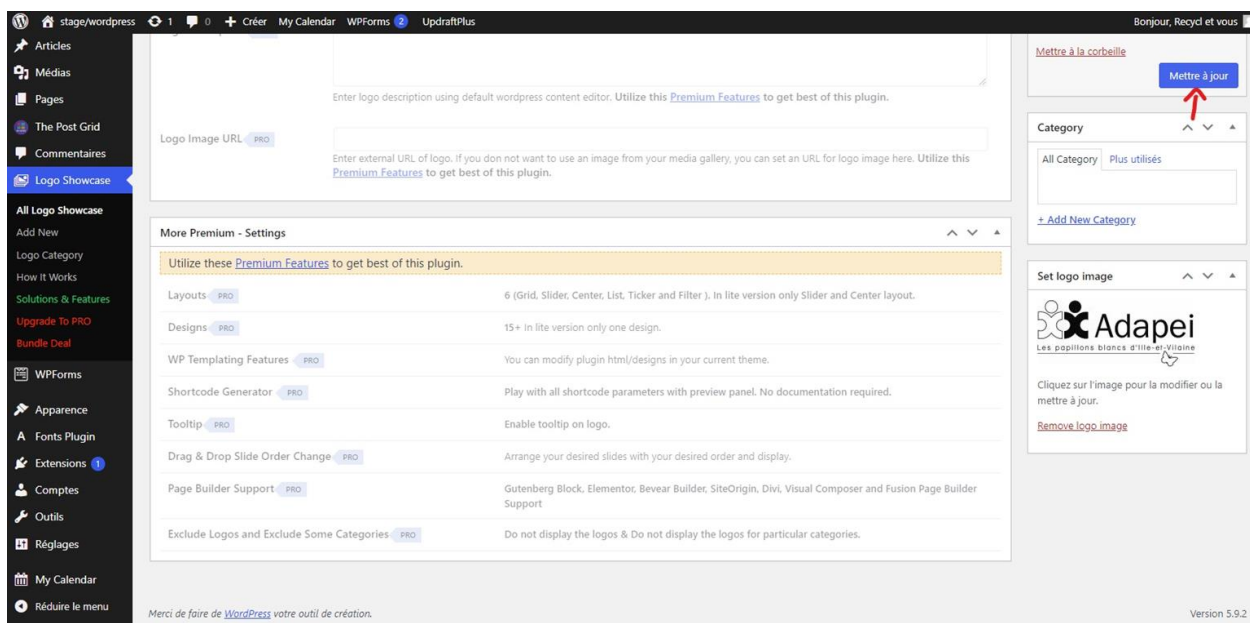 stage/wordpress 1 0 Créer My Calendar WPForms 2 UpdraftPlus Bonjour, Recycl et vous
Articles
Médias
Pages
The Post Grid
Commentaires
Logo Showcase
All Logo Showcase
Add New
Logo Category
How It Works
Solutions & Features
Upgrade To PRO
Bundle Deal
WPForms
Apparence
Fonts Plugin
Extensions 1
Comptes
Outils
Réglages
My Calendar
Réduire le menu
Enter logo description using default wordpress content editor. Utilize this Premium Features to get best of this plugin.
Logo Image URL PRO
Enter external URL of logo. If you don not want to use an image from your media gallery, you can set an URL for logo image here. Utilize this
Premium Features to get best of this plugin.
More Premium - Settings
Utilize these Premium Features to get best of this plugin.
Layouts PRO 6 (Grid, Slider, Center, List, Ticker and Filter ). In lite version only Slider and Center layout.
Designs PRO 15+ In lite version only one design.
WP Templating Features PRO You can modify plugin html/designs in your current theme.
Shortcode Generator PRO Play with all shortcode parameters with preview panel. No documentation required.
Tooltip PRO Enable tooltip on logo.
Drag & Drop Slide Order Change PRO Arrange your desired slides with your desired order and display.
Page Builder Support PRO Gutenberg Block, Elementor, Bevear Builder, SiteOrigin, Divi, Visual Composer and Fusion Page Builder
Support
Exclude Logos and Exclude Some Categories PRO Do not display the logos & Do not display the logos for particular categories.
Mettre à la corbeille
Mettre à jour
Category
All Category Plus utilisés
+ Add New Category
Set logo image
Adapei
Les papillons blancs d'Ille-et-Vilaine
Cliquez sur l'image pour la modifier ou la
mettre à jour.
Remove logo image
Merci de faire de WordPress votre outil de création. Version 5.9.2